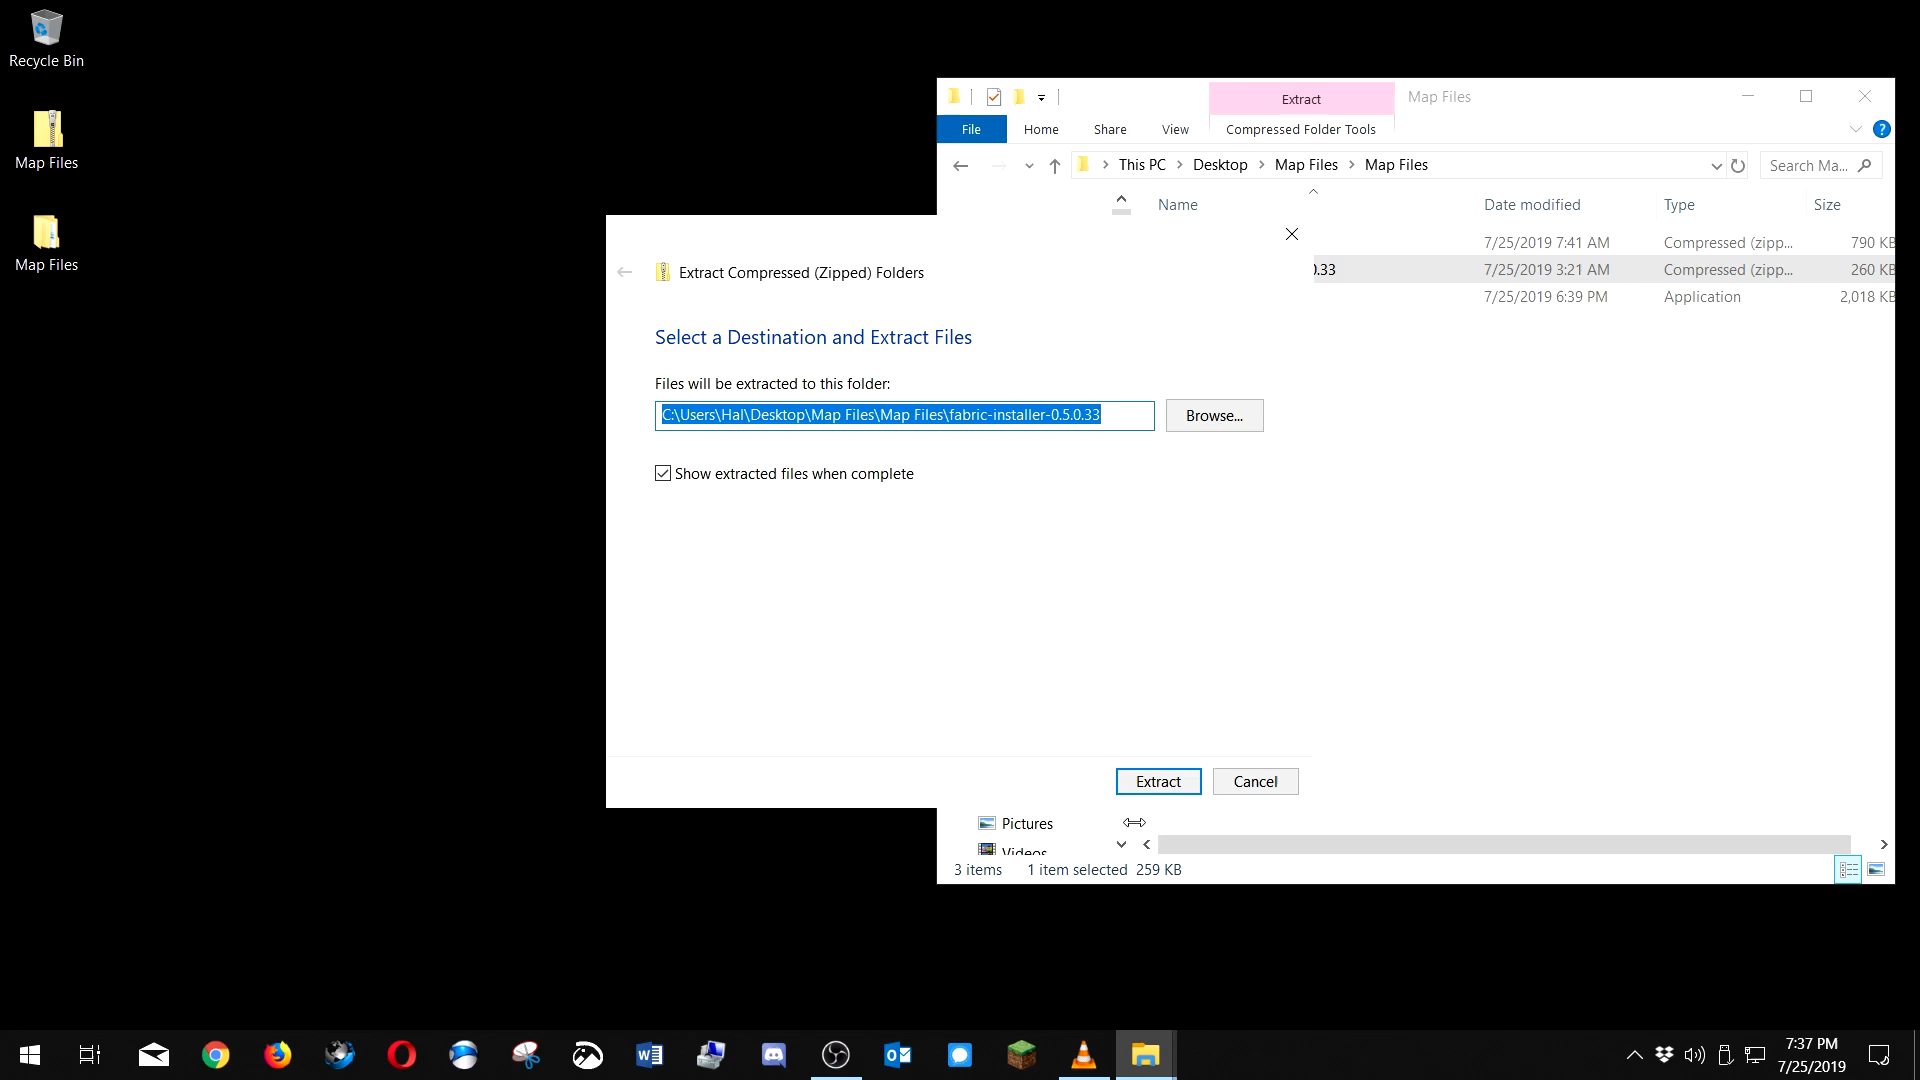 Recycle Bin
Map Files
Map Files
Extract
Map Files
File
Home
Share
View
Compressed Folder Tools
?
This PC
Desktop
Map Files
Map Files
Search Ma...
Name
Date modified
Type
Size
7/25/2019 7:41 AM
Compressed (zipp...
790 KB
0.33
7/25/2019 3:21 AM
Compressed (zipp...
260 KB
7/25/2019 6:39 PM
Application
2,018 KB
Extract Compressed (Zipped) Folders
Select a Destination and Extract Files
Files will be extracted to this folder:
C:\Users\Hal\Desktop\Map Files\Map Files\fabric-installer-0.5.0.33
Browse...
Show extracted files when complete
Extract
Cancel
Pictures
Videos
3 items
1 item selected 259 KB
7:37 PM
7/25/2019